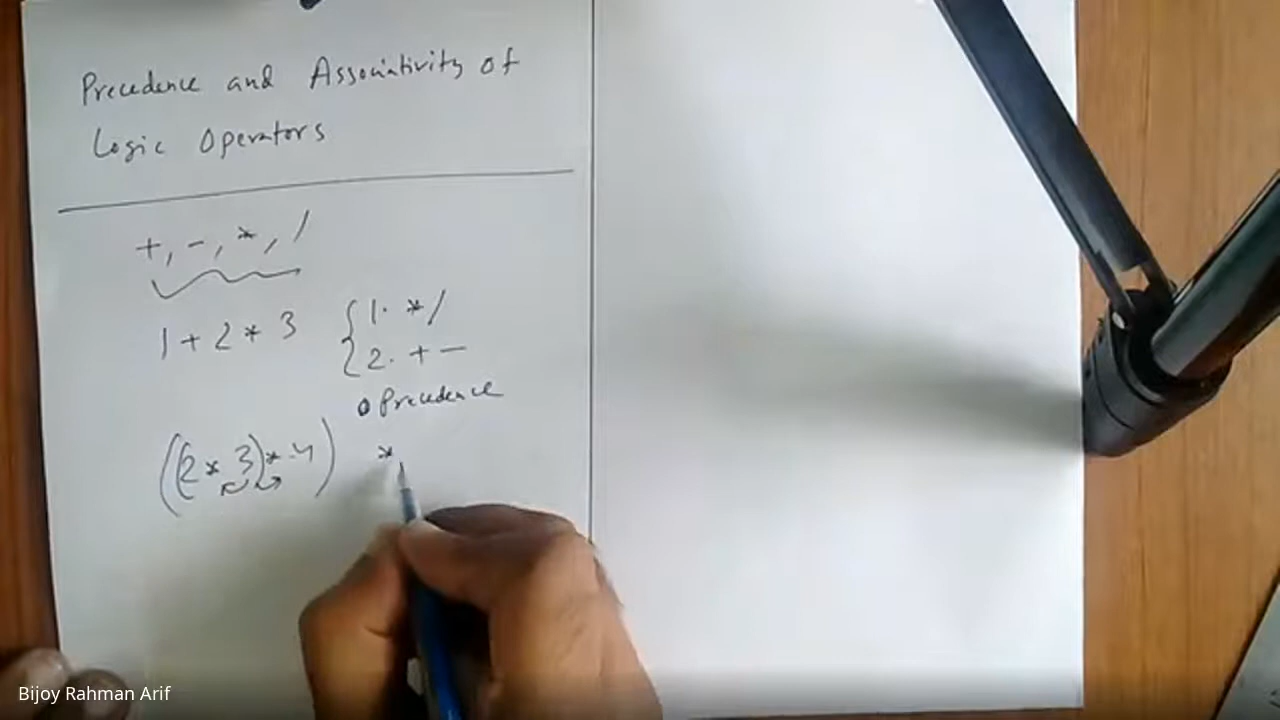 Precedence and Associativity of
Logic Operators
+, -, *, /
1 + 2 * 3
1. * /
2. + -
Precedence
((2 * 3) * 4)
*
Bijoy Rahman Arif